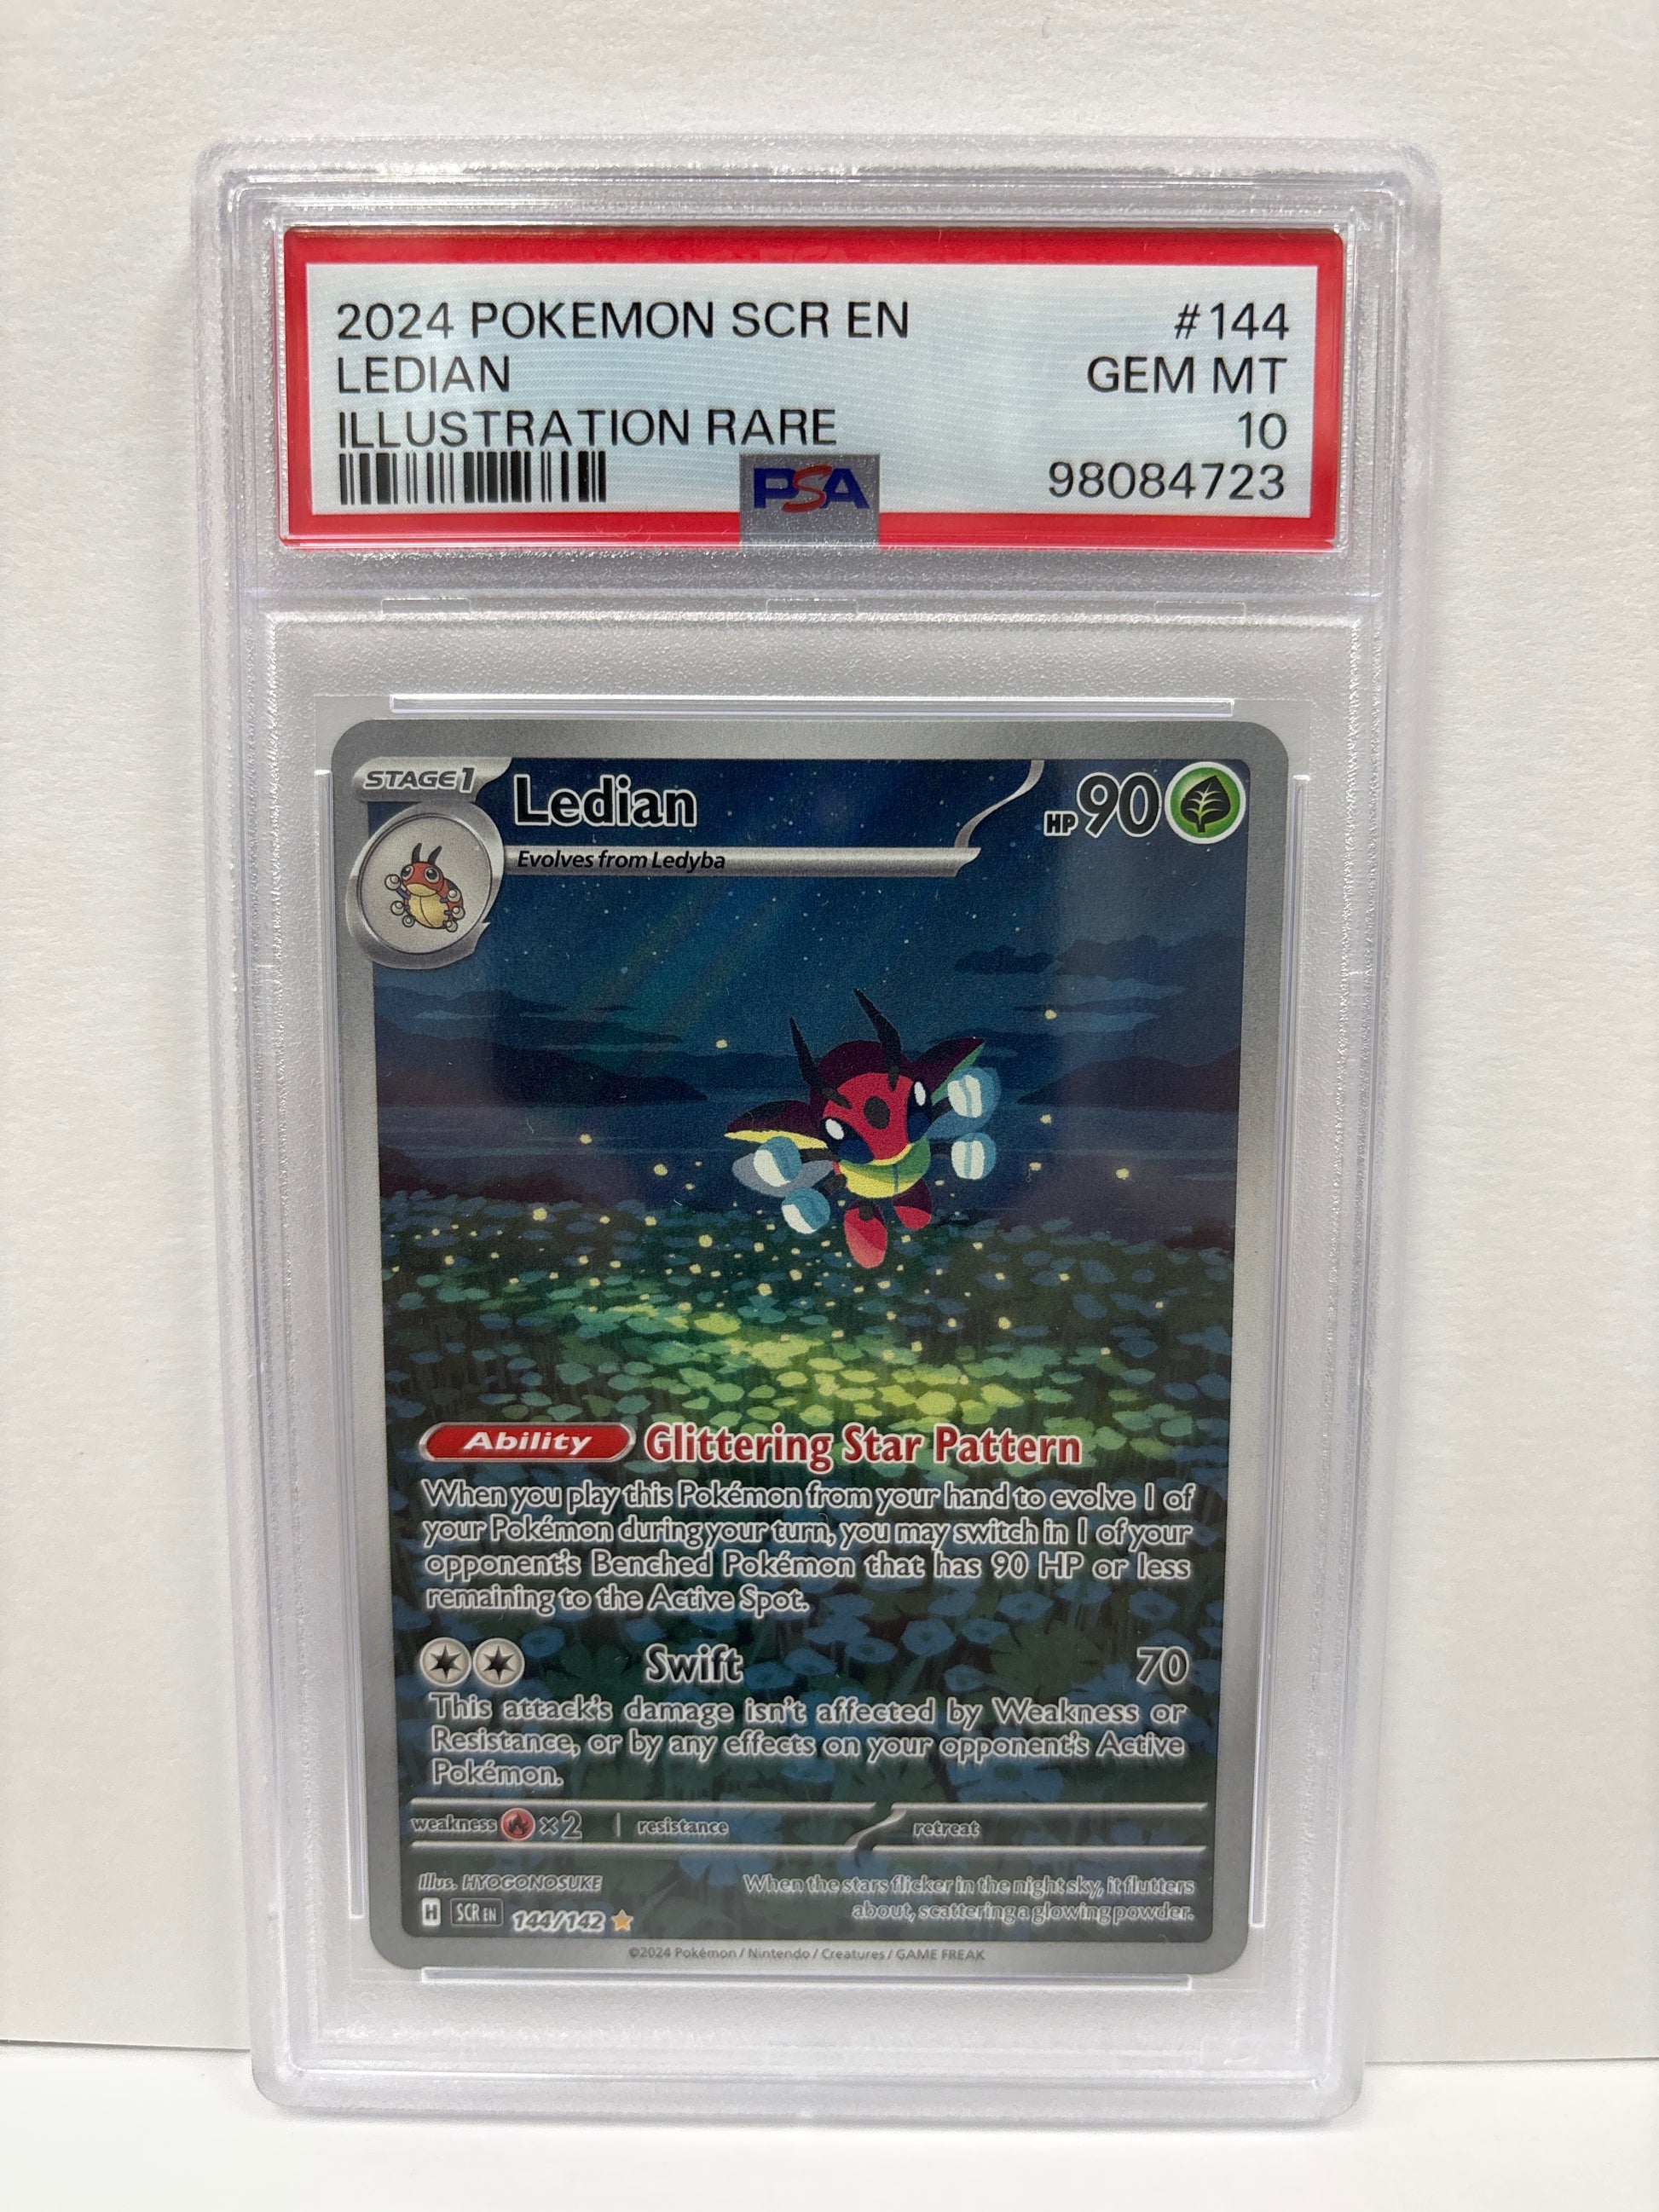 2024 POKEMON SCR EN #144
LEDIAN GEM MT
ILLUSTRATION RARE 10
PSA 98084723
STAGE1 Ledian HP 90
Evolves from Ledyba
Ability Glittering Star Pattern
When you play this Pokémon from your hand to evolve 1 of
your Pokémon during your turn, you may switch in 1 of your
opponent's Benched Pokémon that has 90 HP or less
remaining to the Active Spot.
Swift 70
This attack's damage isn't affected by Weakness or
Resistance, or by any effects on your opponent's Active
Pokémon.
weakness ×2 resistance retreat
Illus. HYOGONOSUKE
H SCR EN 144/142
When the stars flicker in the night sky, it flutters
about, scattering a glowing powder.
©2024 Pokémon / Nintendo / Creatures / GAME FREAK